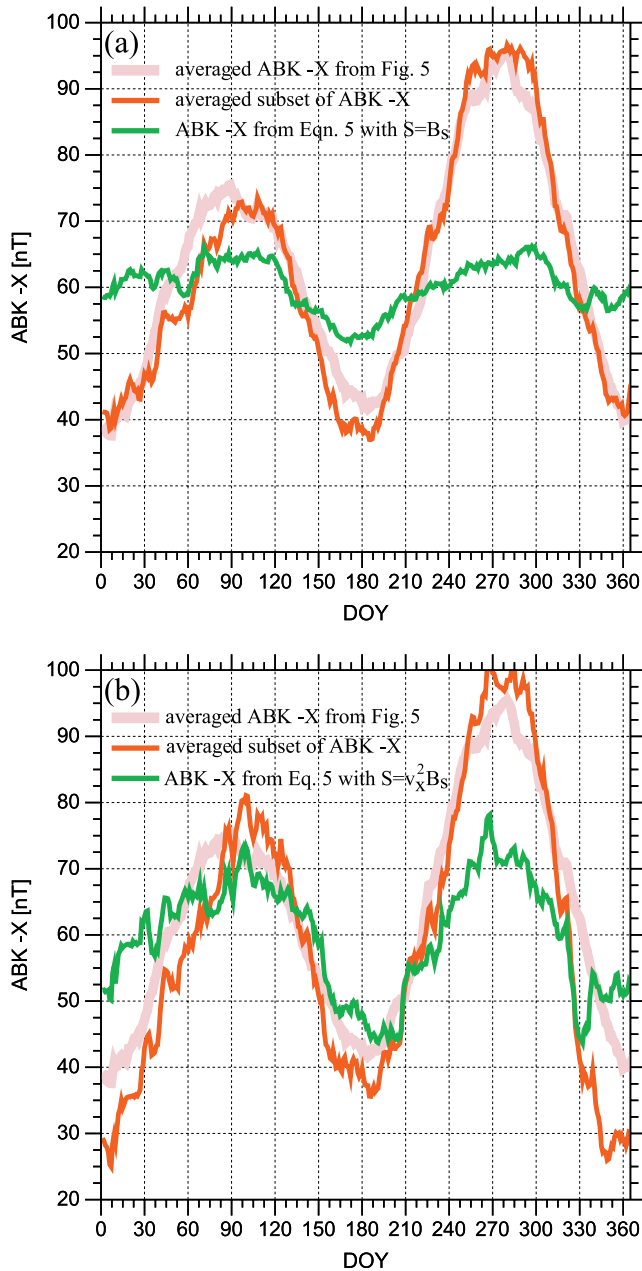 (a)
averaged ABK -X from Fig. 5
averaged subset of ABK -X
ABK -X from Eqn. 5 with S=Bs
ABK -X [nT]
100
90
80
70
60
50
40
30
20
0 30 60 90 120 150 180 210 240 270 300 330 360
DOY
(b)
averaged ABK -X from Fig. 5
averaged subset of ABK -X
ABK -X from Eq. 5 with S=v_x^2Bs
ABK -X [nT]
100
90
80
70
60
50
40
30
20
0 30 60 90 120 150 180 210 240 270 300 330 360
DOY